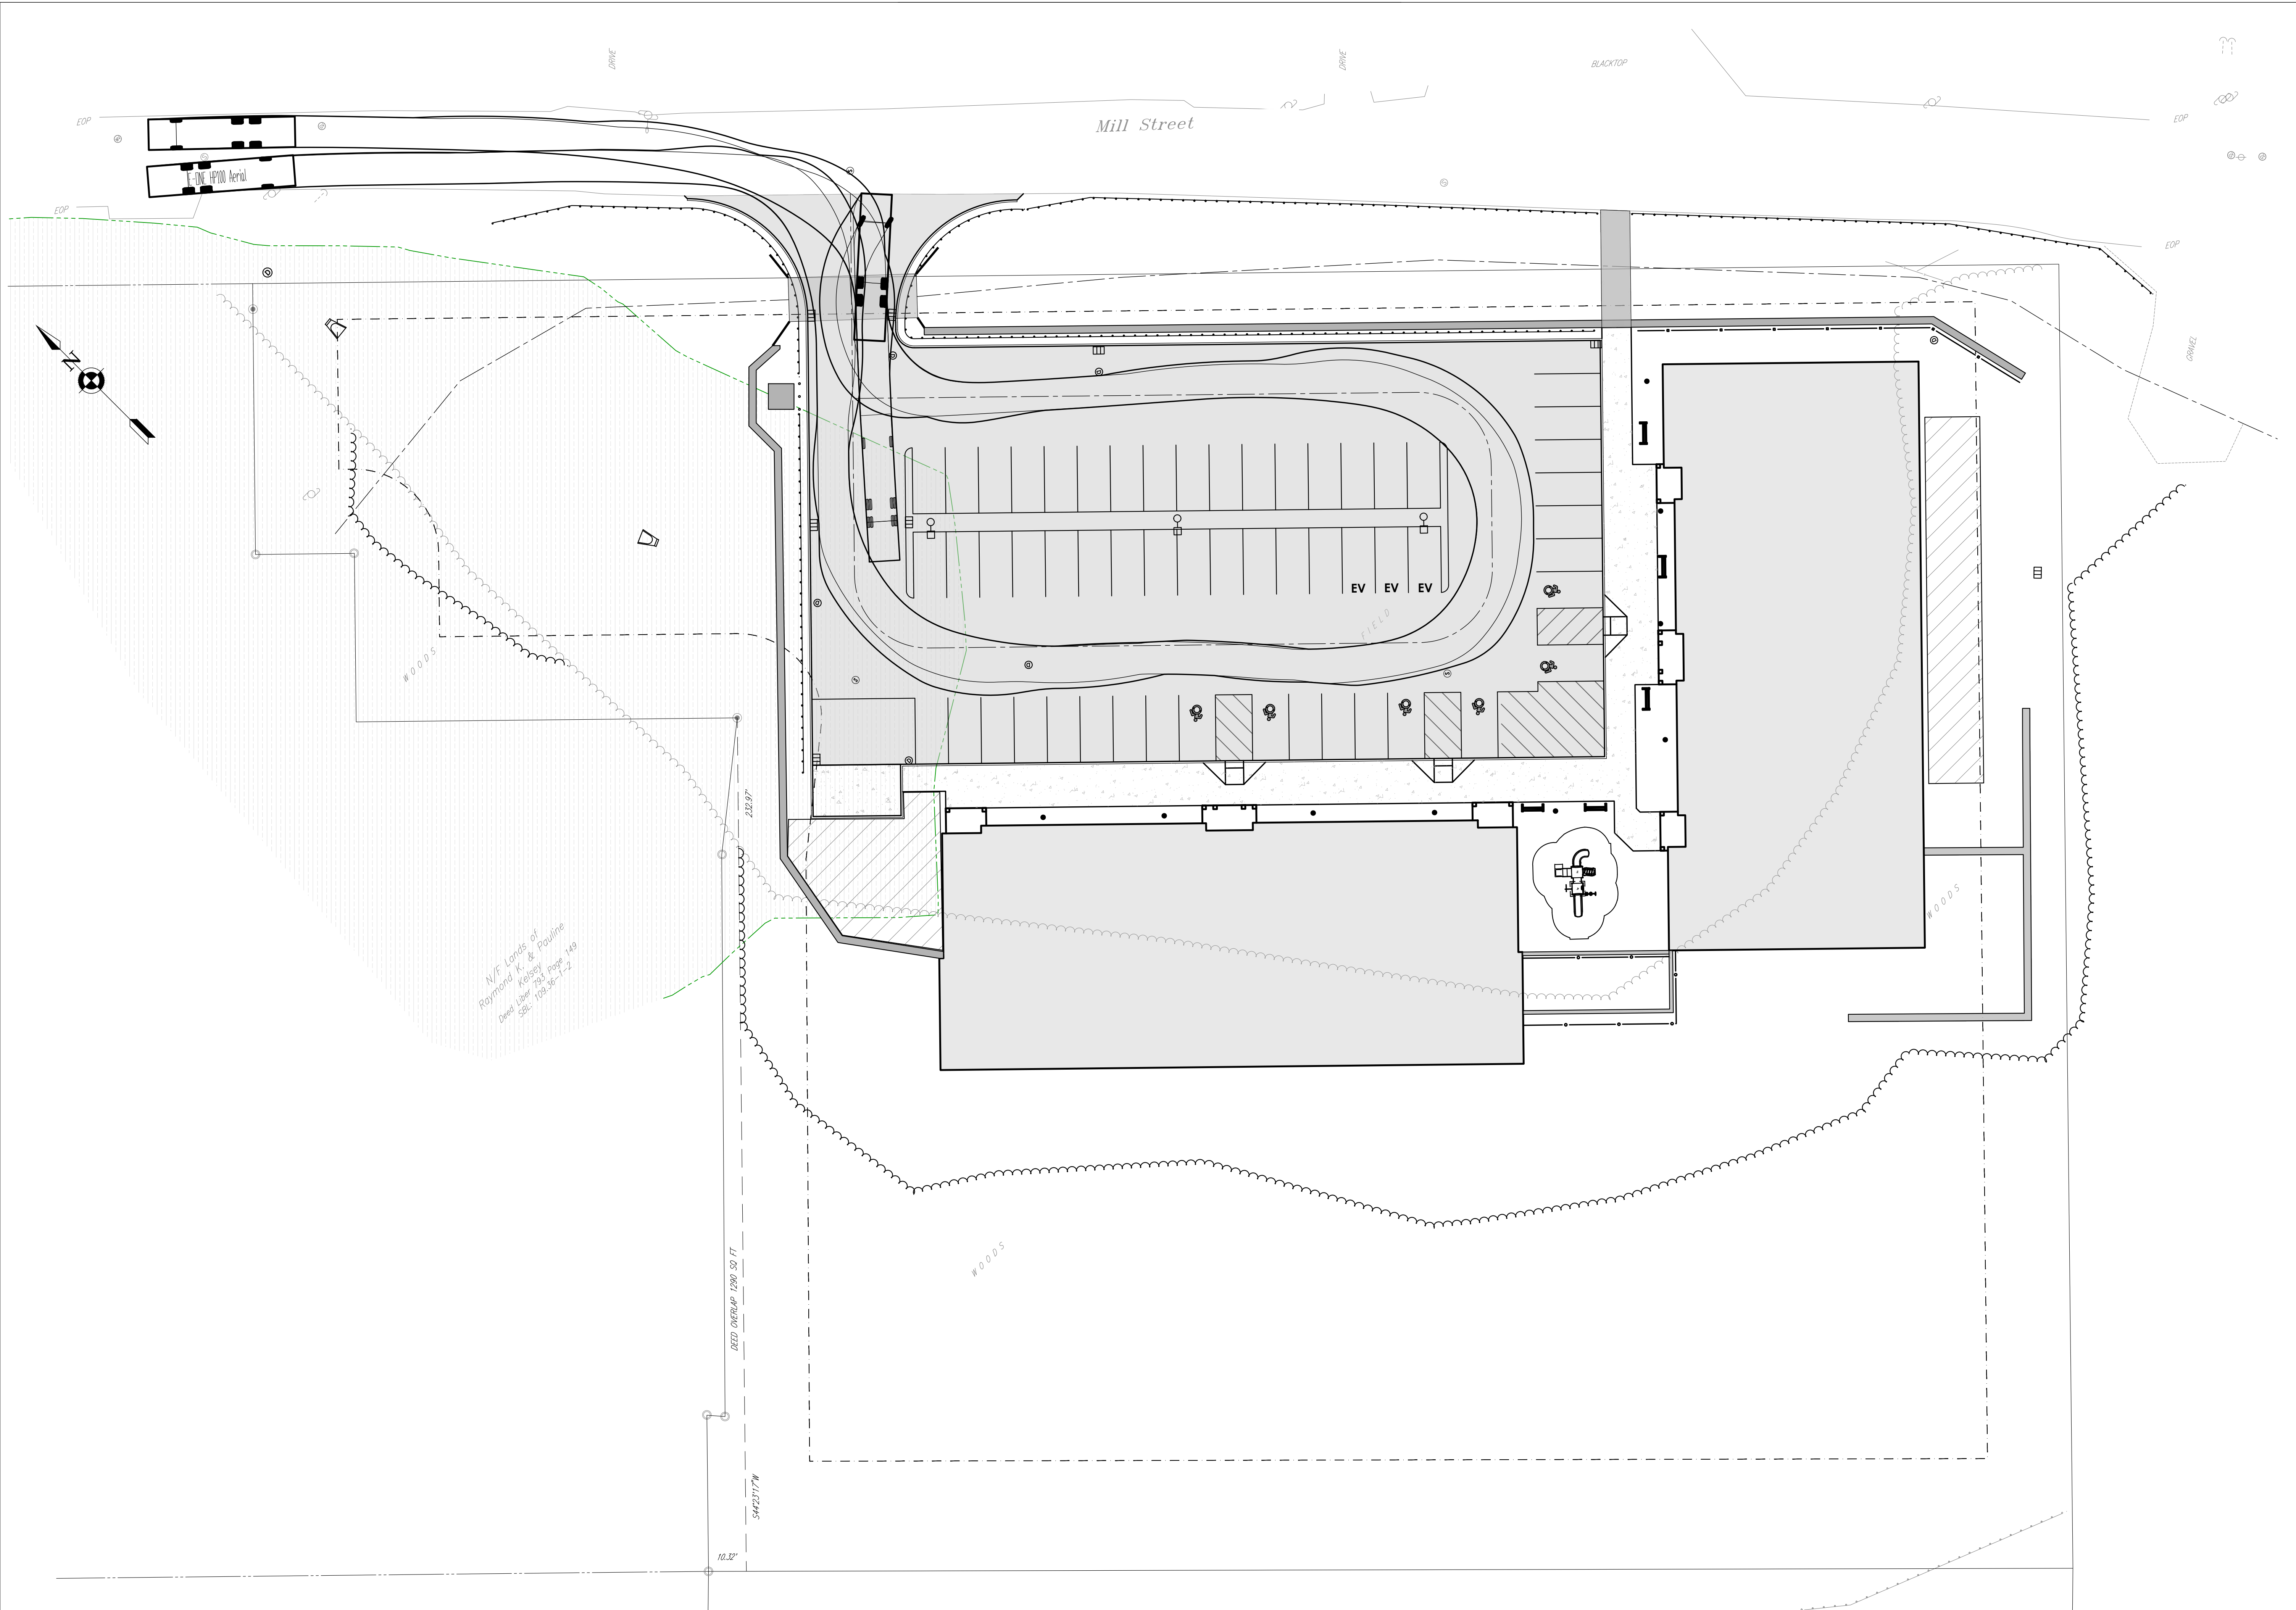 DRIVE
DRIVE
BLACKTOP
EOP
Mill Street
EOP
E-ONE HP100 Aerial
EOP
EOP
N
GRAVEL
EV EV EV
FIELD
WOODS
232.97'
WOODS
N/F Lands of
Raymond K. & Pauline
Kelsey
Deed Liber 793 Page 149
SBL: 109.36-1-2
WOODS
DEED OVERLAP 1290 SQ FT
S44°23'17"W
10.32'